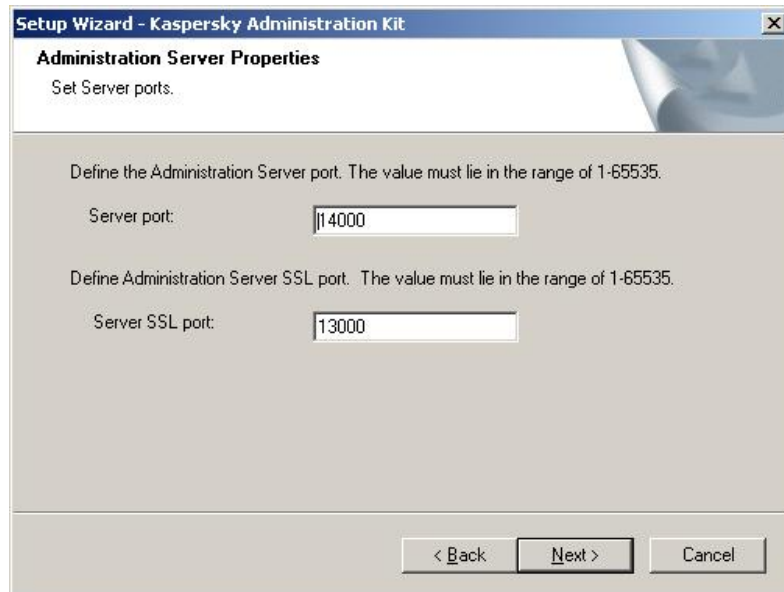 Setup Wizard - Kaspersky Administration Kit
Administration Server Properties
Set Server ports.
Define the Administration Server port. The value must lie in the range of 1-65535.
Server port: 14000
Define Administration Server SSL port.  The value must lie in the range of 1-65535.
Server SSL port: 13000
< Back Next > Cancel